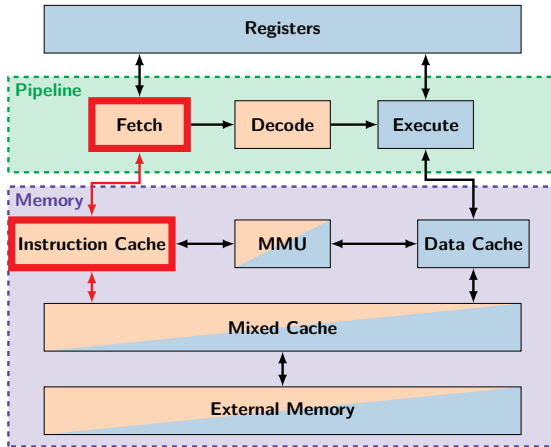 Registers
Pipeline
Fetch
Decode
Execute
Memory
Instruction Cache
MMU
Data Cache
Mixed Cache
External Memory